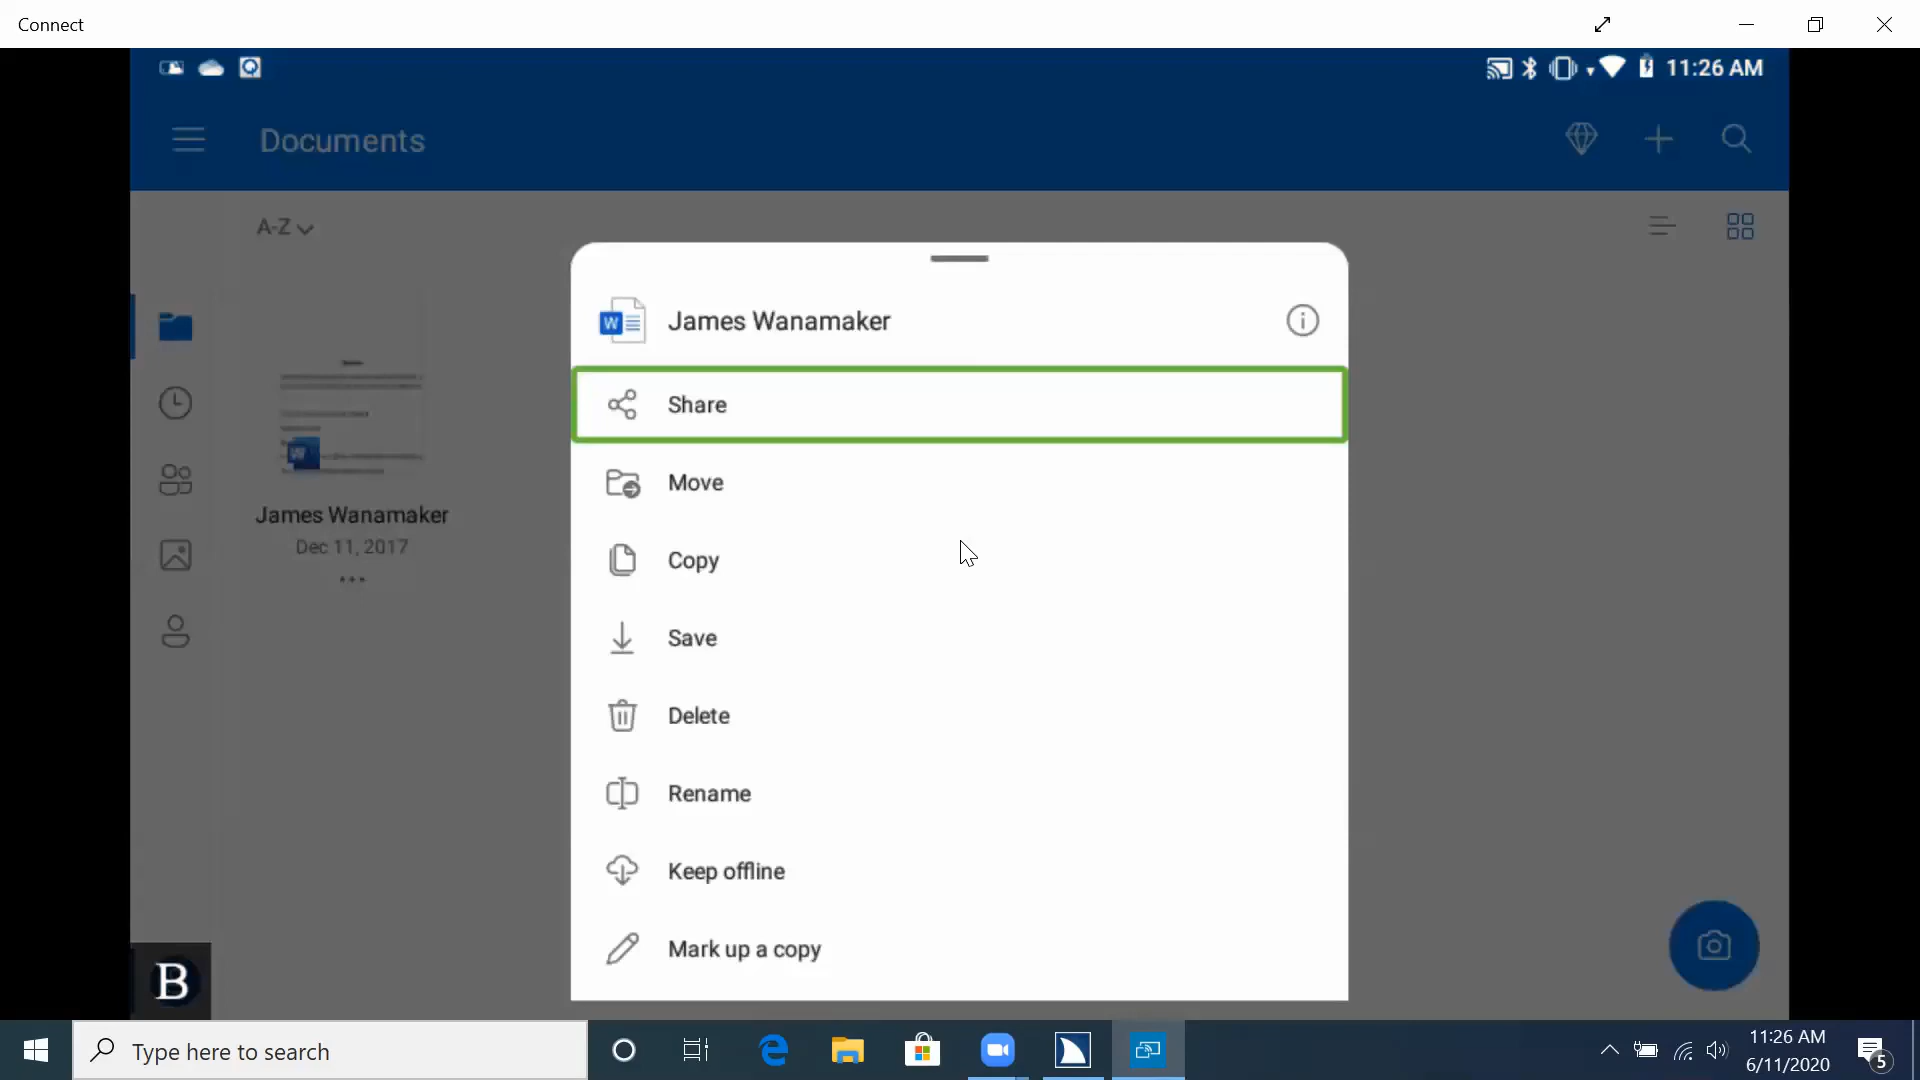 Connect
11:26 AM
Documents
A-Z
James Wanamaker
Dec 11, 2017
W
W
James Wanamaker
Share
Move
Copy
Save
Delete
Rename
Keep offline
Mark up a copy
B
Type here to search
11:26 AM
6/11/2020
5